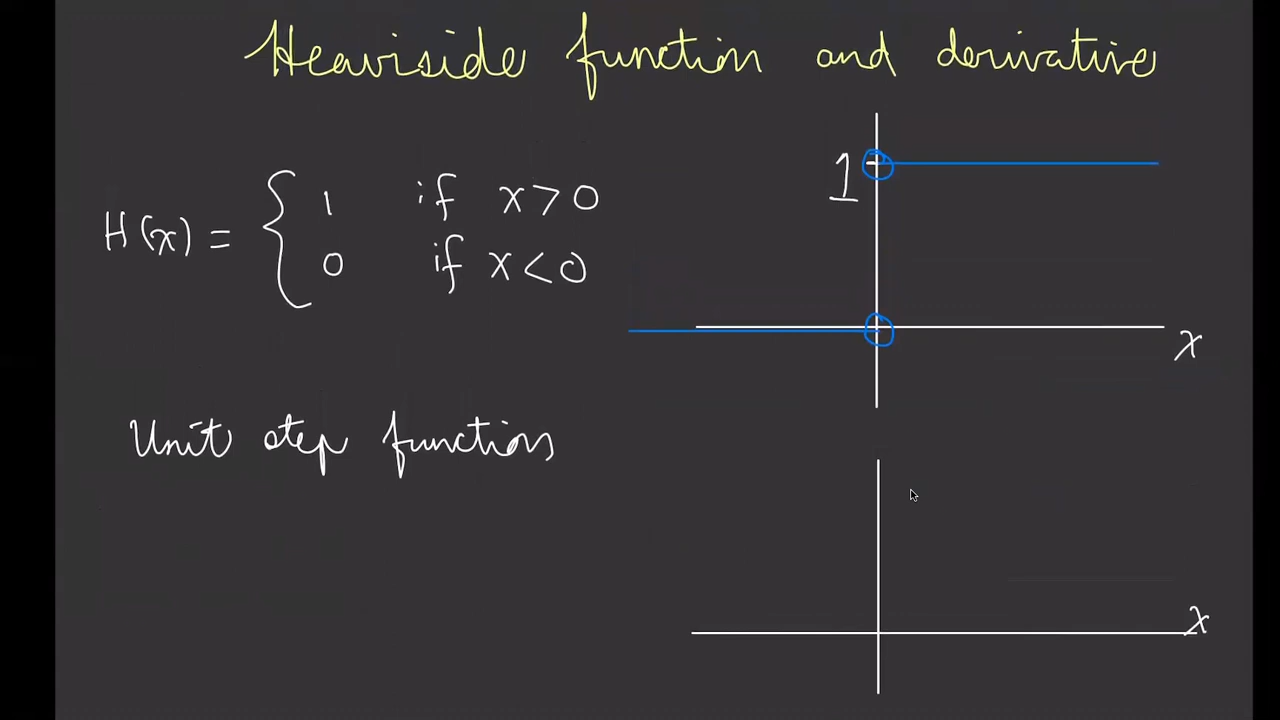 Heaviside function and derivative
H(x) = { 1 if x > 0
0 if x < 0
1
x
Unit step function
x